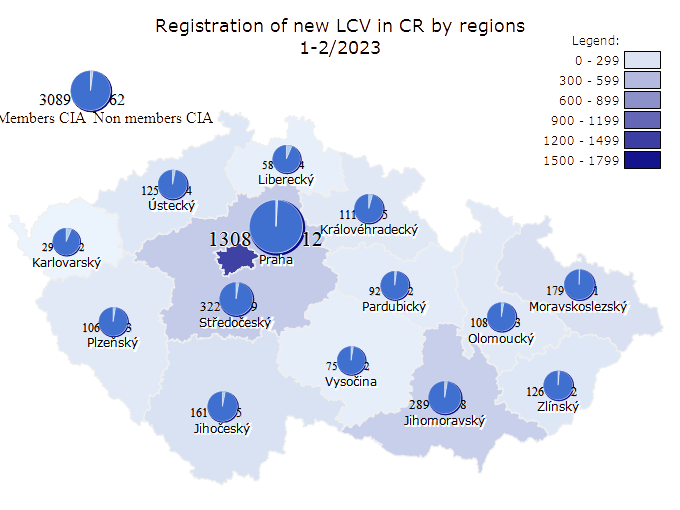 Registration of new LCV in CR by regions
1-2/2023
Legend:
0 - 299
300 - 599
600 - 899
900 - 1199
1200 - 1499
1500 - 1799
3089 62
Members CIA Non members CIA
58 4
Liberecký
125 4
Ústecký
111 5
Královéhradecký
1308 12
Praha
29 2
Karlovarský
322 9
Středočeský
92 2
Pardubický
179 1
Moravskoslezský
106 3
Plzeňský
108 3
Olomoucký
75 2
Vysočina
126 2
Zlínský
161 5
Jihočeský
289 8
Jihomoravský